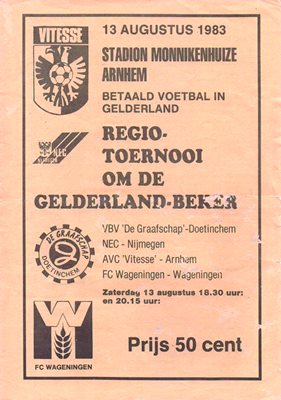 VITESSE
13 AUGUSTUS 1983
STADION MONNIKENHUIZE
ARNHEM
BETAALD VOETBAL IN
GELDERLAND
N.E.C.
REGIO-
TOERNOOI
OM DE
GELDERLAND-BEKER
DE GRAAFSCHAP
DOETINCHEM
VBV 'De Graafschap'-Doetinchem
NEC - Nijmegen
AVC 'Vitesse' - Arnhem
FC Wageningen - Wageningen
Zaterdag 13 augustus 18.30 uur:
en 20.15 uur:
W
FC WAGENINGEN
Prijs 50 cent